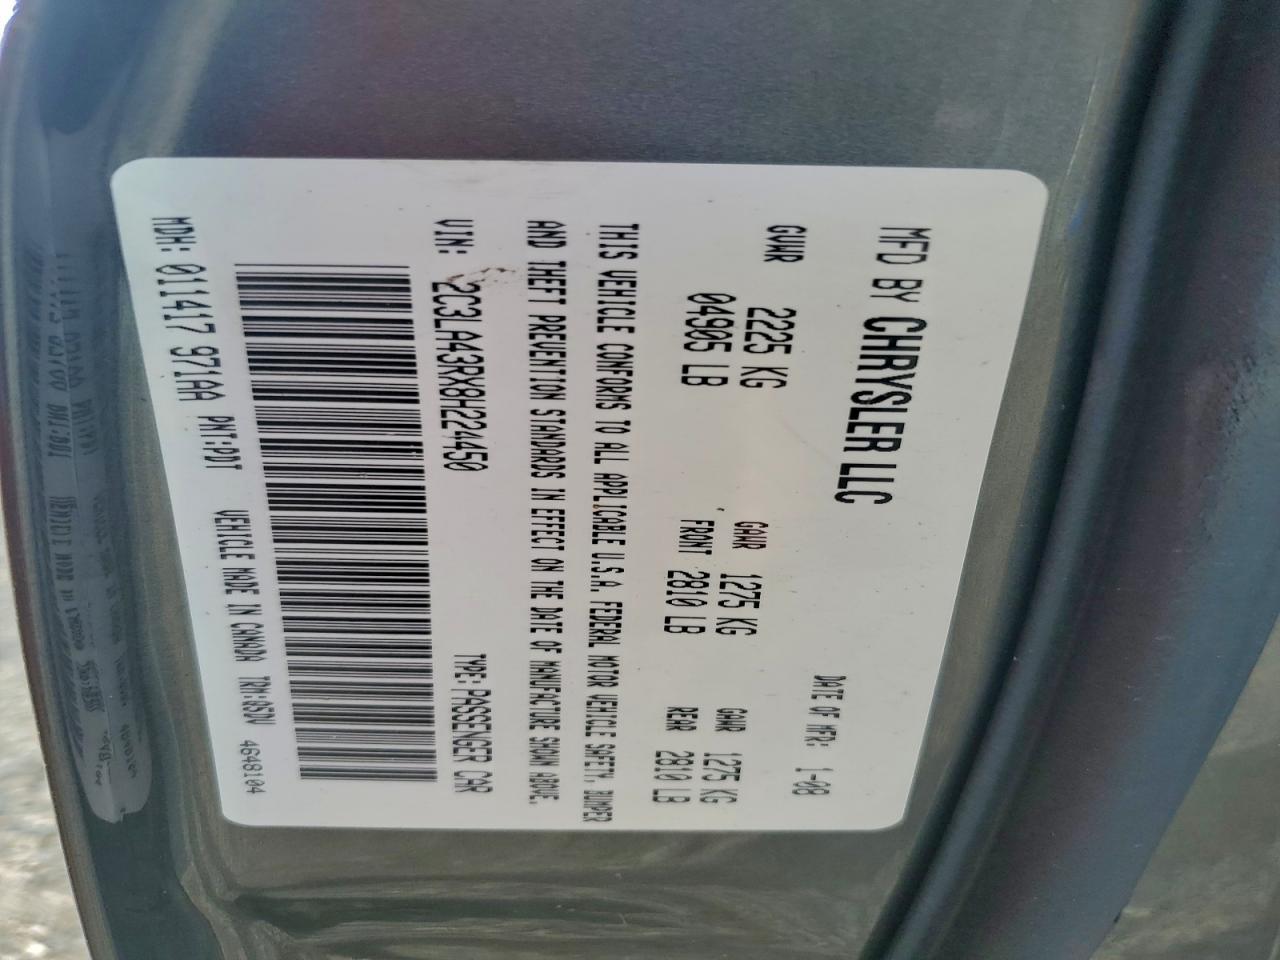 MFD BY CHRYSLER LLC
DATE OF MFR: 1-08
GVWR 2225 KG
04905 LB
GAWR 1275 KG
FRONT 2810 LB
GAWR 1275 KG
REAR 2810 LB
THIS VEHICLE CONFORMS TO ALL APPLICABLE U.S.A. FEDERAL MOTOR VEHICLE SAFETY, BUMPER
AND THEFT PREVENTION STANDARDS IN EFFECT ON THE DATE OF MANUFACTURE SHOWN ABOVE.
VIN: 2C3LA43RX8H224450
TYPE: PASSENGER CAR
MDH: 011417 971AA PNT:PDT VEHICLE MADE IN CANADA TRM:05DV 4648104